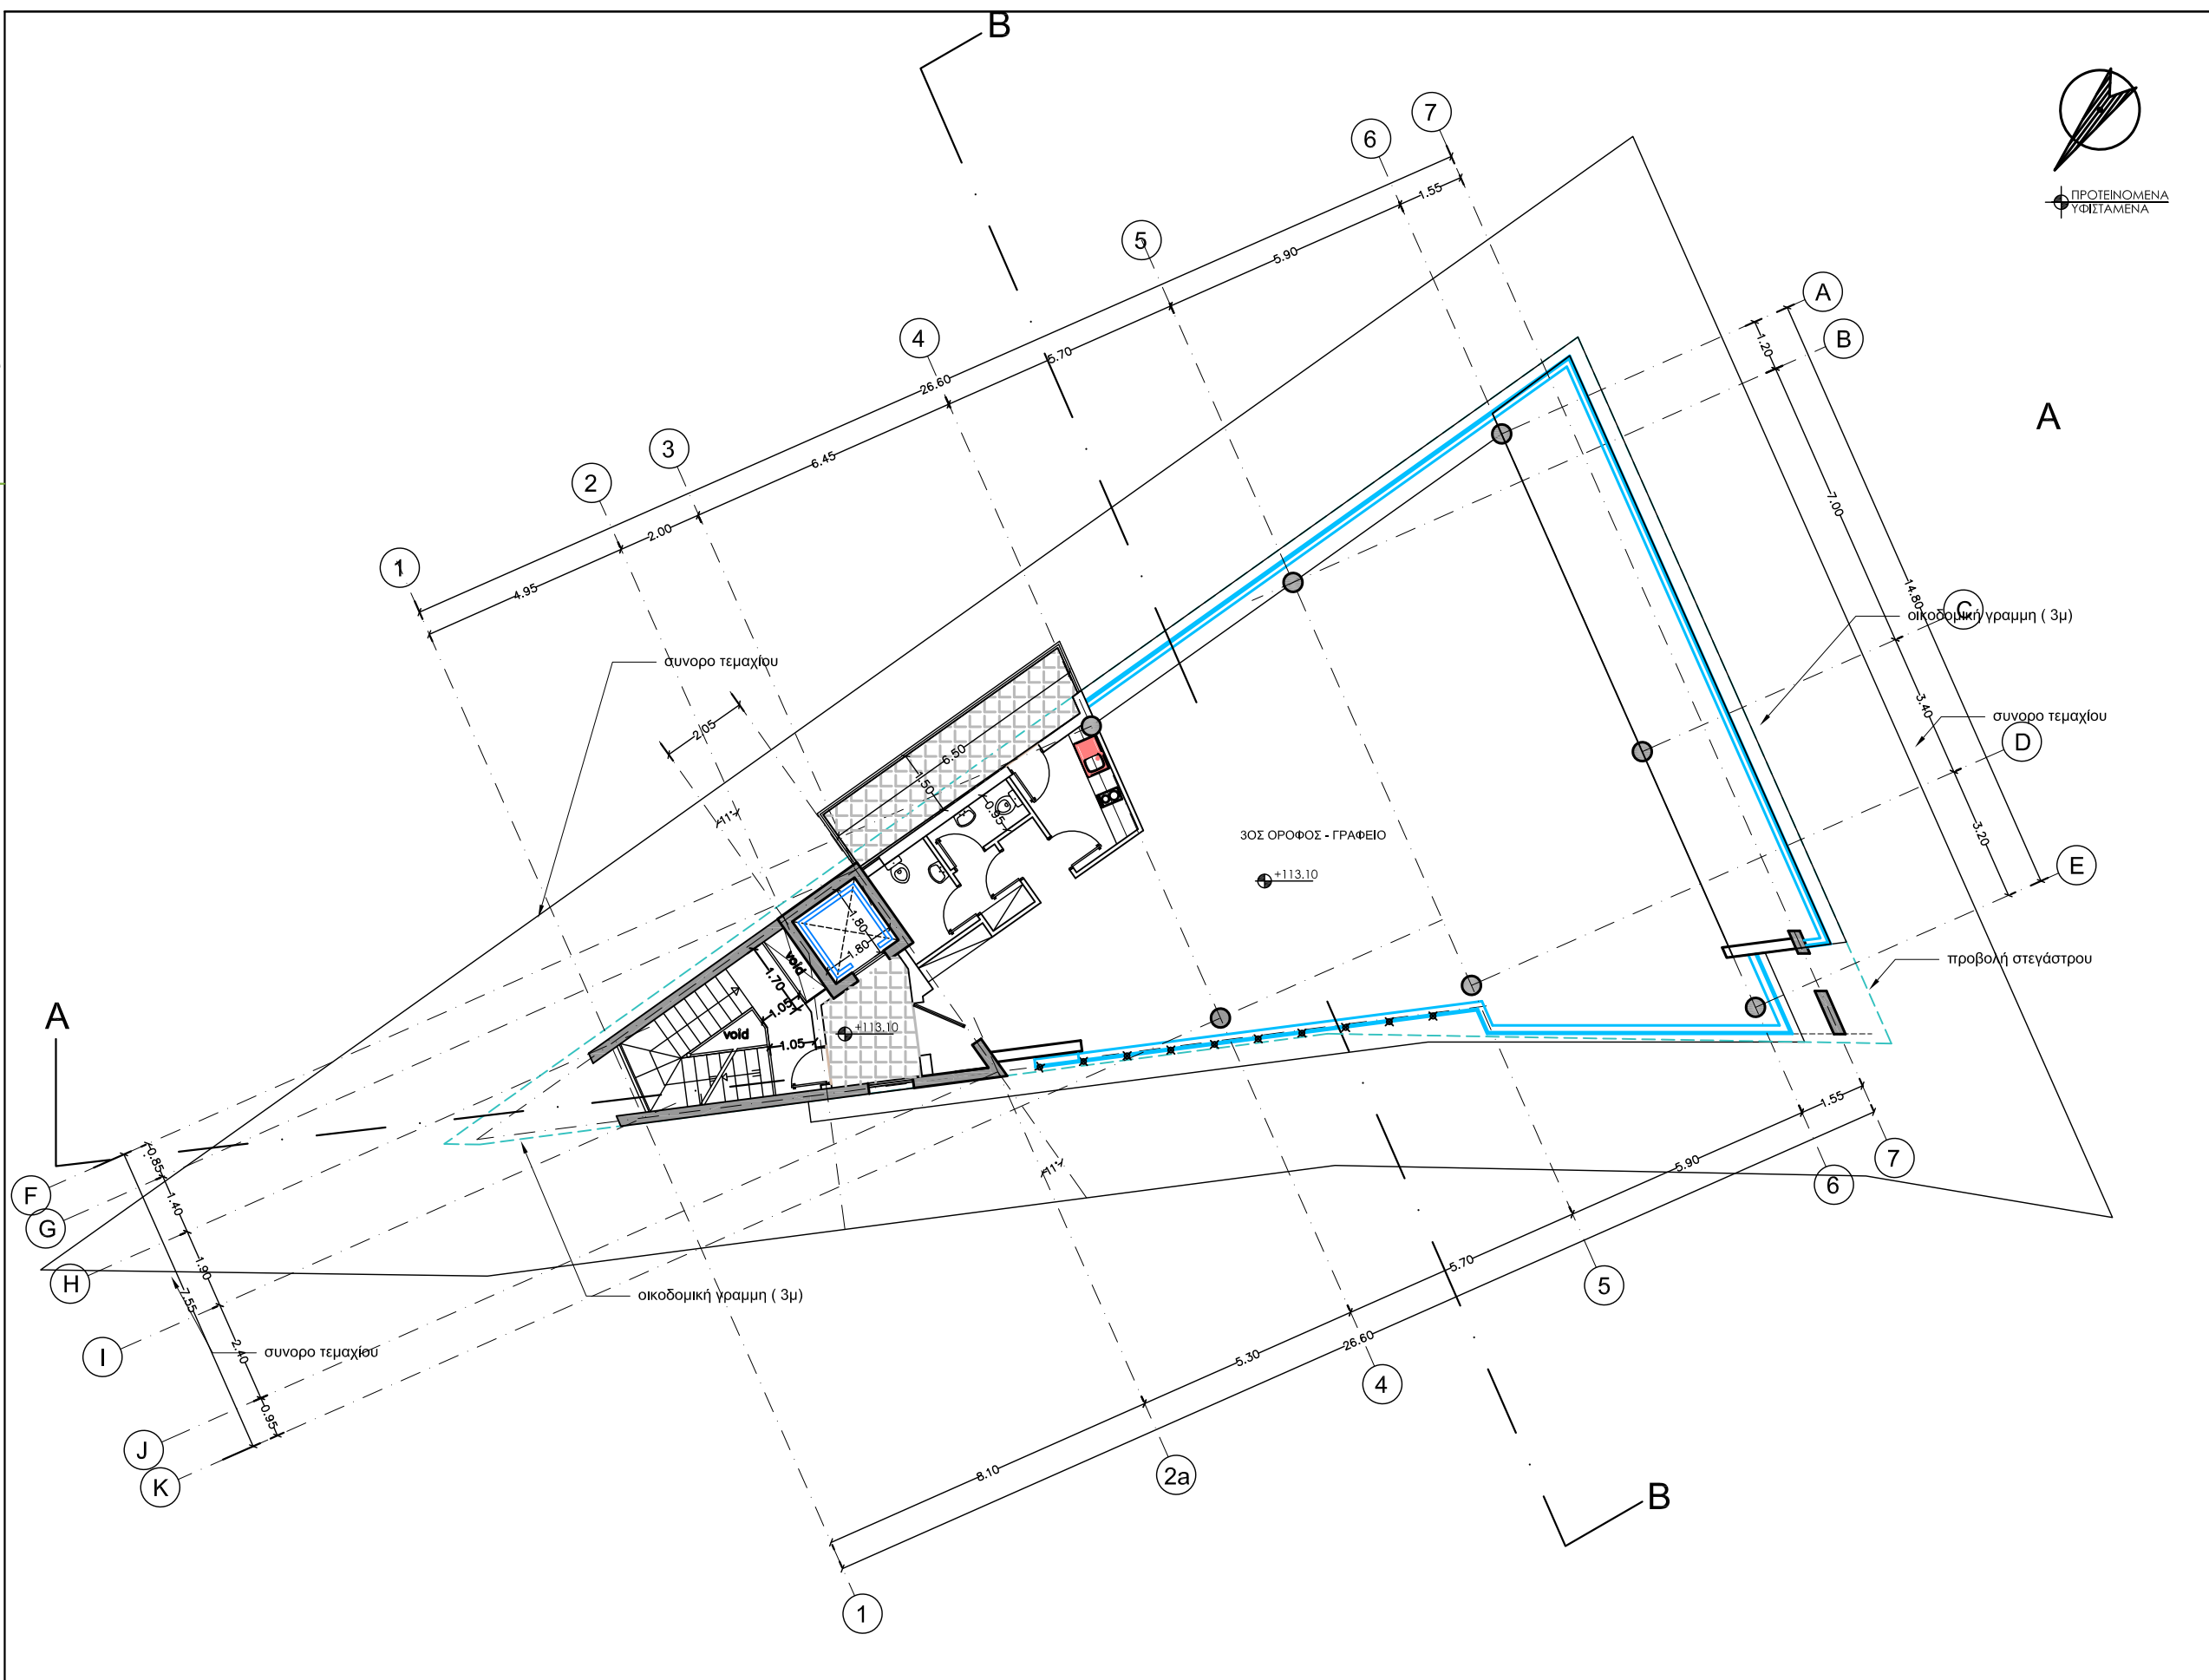 B
7
6
ΠΡΟΤΕΙΝΟΜΕΝΑ
ΥΦΙΣΤΑΜΕΝΑ
1.55
5
5.90
A
1.20
B
4
5.70
26.60
A
3
6.45
2
7.00
2.00
1
4.95
14.80
C
οικοδομική γραμμη ( 3μ)
συνορο τεμαχίου
3.40
συνορο τεμαχίου
2.05
D
6.50
1.50
11°
0.95
3.20
3ΟΣ ΟΡΟΦΟΣ - ΓΡΑΦΕΙΟ
E
+113.10
1.80
1.80
void
1.70
1.05
προβολή στεγάστρου
A
void
+113.10
1.05
1.55
0.85
11°
5.90
7
F
1.40
6
G
1.90
5.70
H
7.55
οικοδομική γραμμη ( 3μ)
5
2.40
συνορο τεμαχίου
26.60
I
5.30
4
0.95
J
8.10
2a
K
B
1